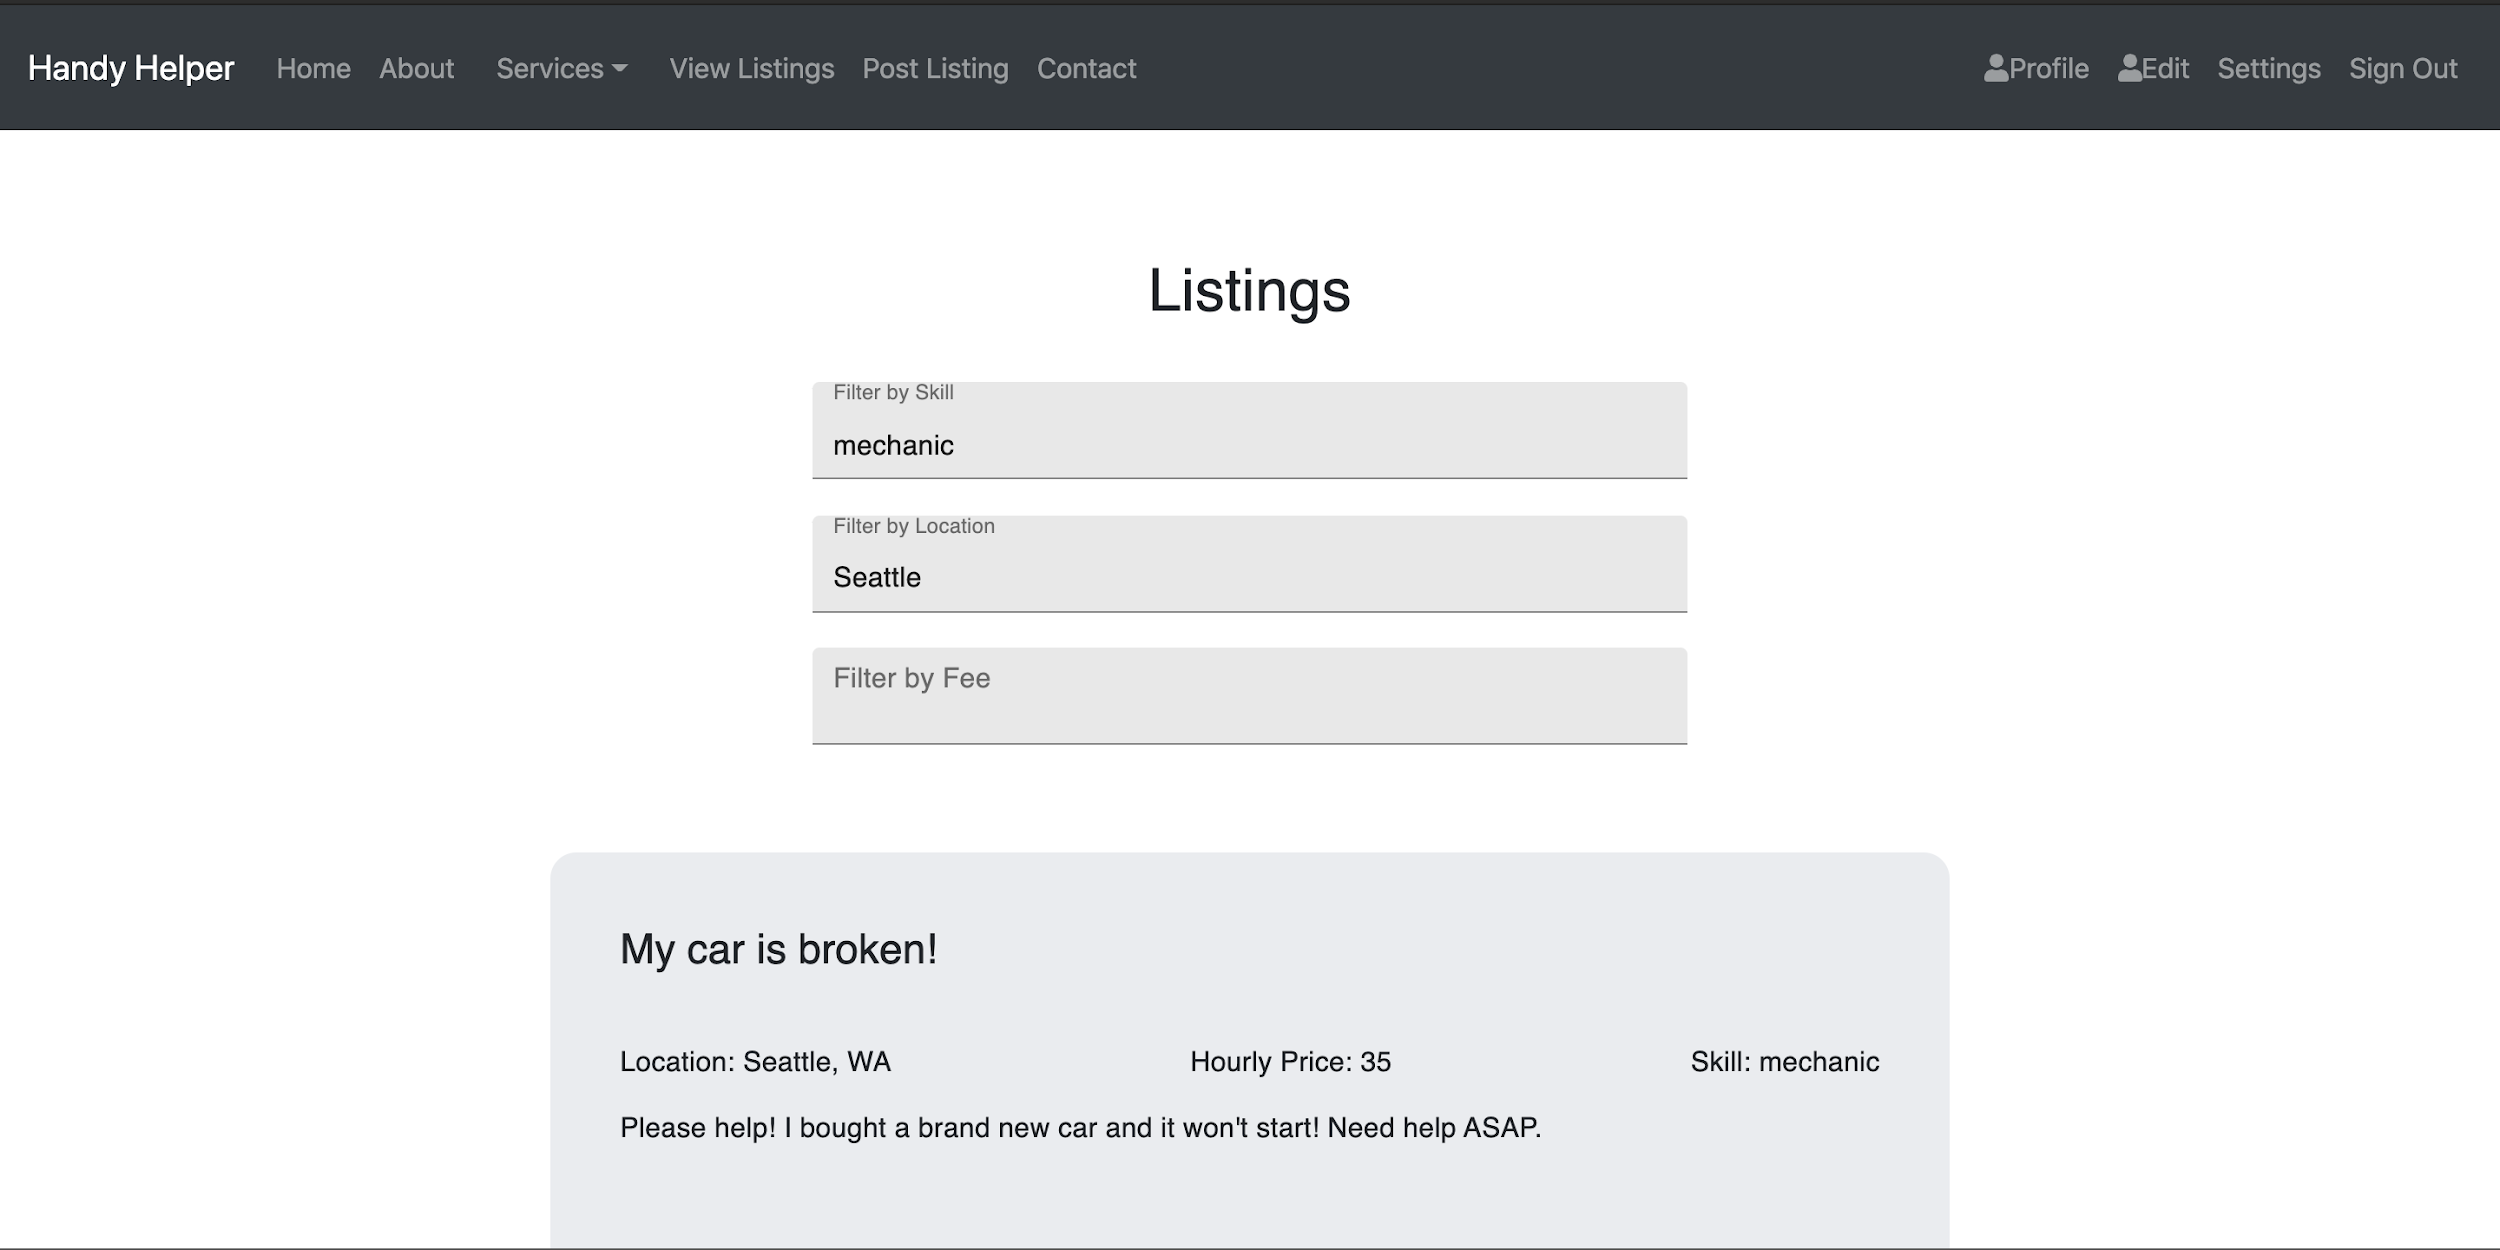 Handy Helper Home About Services View Listings Post Listing Contact Profile Edit Settings Sign Out
Listings
Filter by Skill
mechanic
Filter by Location
Seattle
Filter by Fee
My car is broken!
Location: Seattle, WA Hourly Price: 35 Skill: mechanic
Please help! I bought a brand new car and it won't start! Need help ASAP.